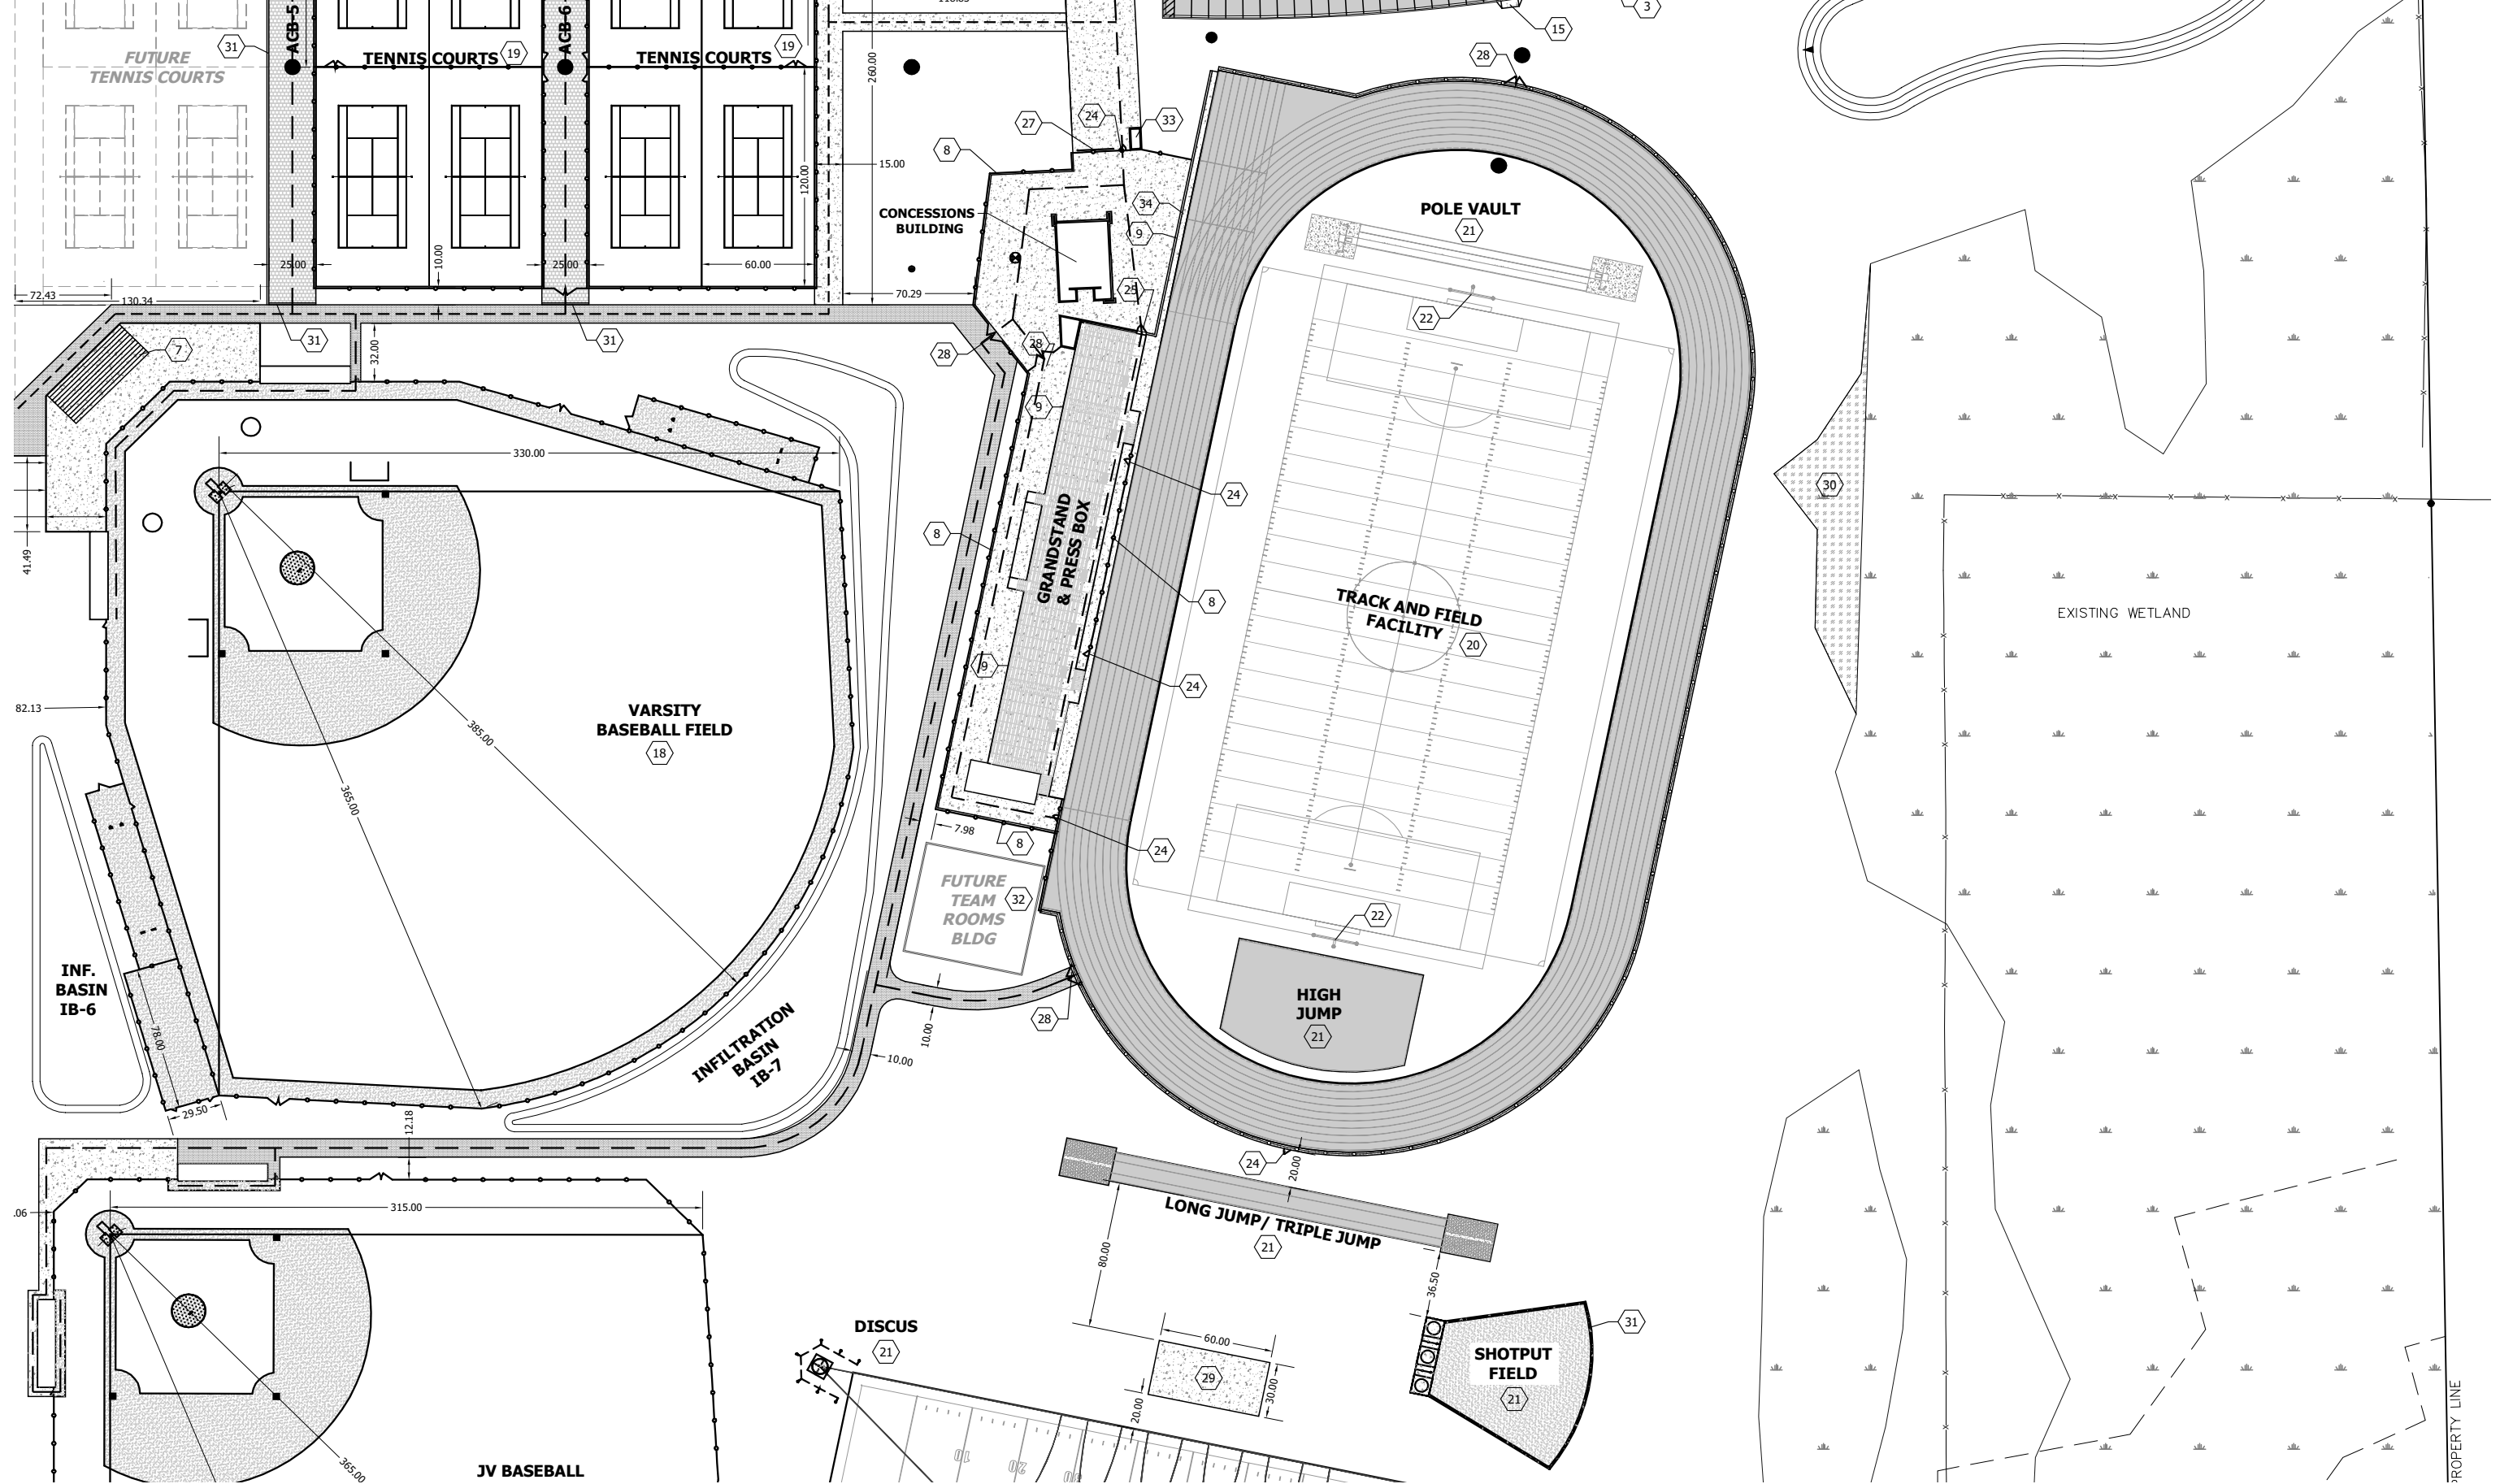 110.83
3
15
ACB-5
ACB-6
31
FUTURE
TENNIS COURTS
TENNIS COURTS
19
TENNIS COURTS
19
260.00
28
27
24
33
8
15.00
120.00
34
CONCESSIONS
BUILDING
9
POLE VAULT
21
25.00
10.00
25.00
60.00
70.29
25
22
72.43
130.34
31
31
7
32.00
28
28
9
330.00
24
30
41.49
8
GRANDSTAND
& PRESS BOX
8
TRACK AND FIELD
FACILITY
20
EXISTING WETLAND
9
24
82.13
VARSITY
BASEBALL FIELD
18
385.00
365.00
7.98
8
24
FUTURE
TEAM
ROOMS
BLDG
32
22
INF.
BASIN
IB-6
HIGH
JUMP
21
78.00
INFILTRATION
BASIN
IB-7
10.00
28
10.00
29.50
12.18
24
20.00
.06
315.00
LONG JUMP/ TRIPLE JUMP
21
80.00
36.50
DISCUS
21
60.00
29
30.00
20.00
31
SHOTPUT
FIELD
21
10
20
365.00
JV BASEBALL
PROPERTY LINE